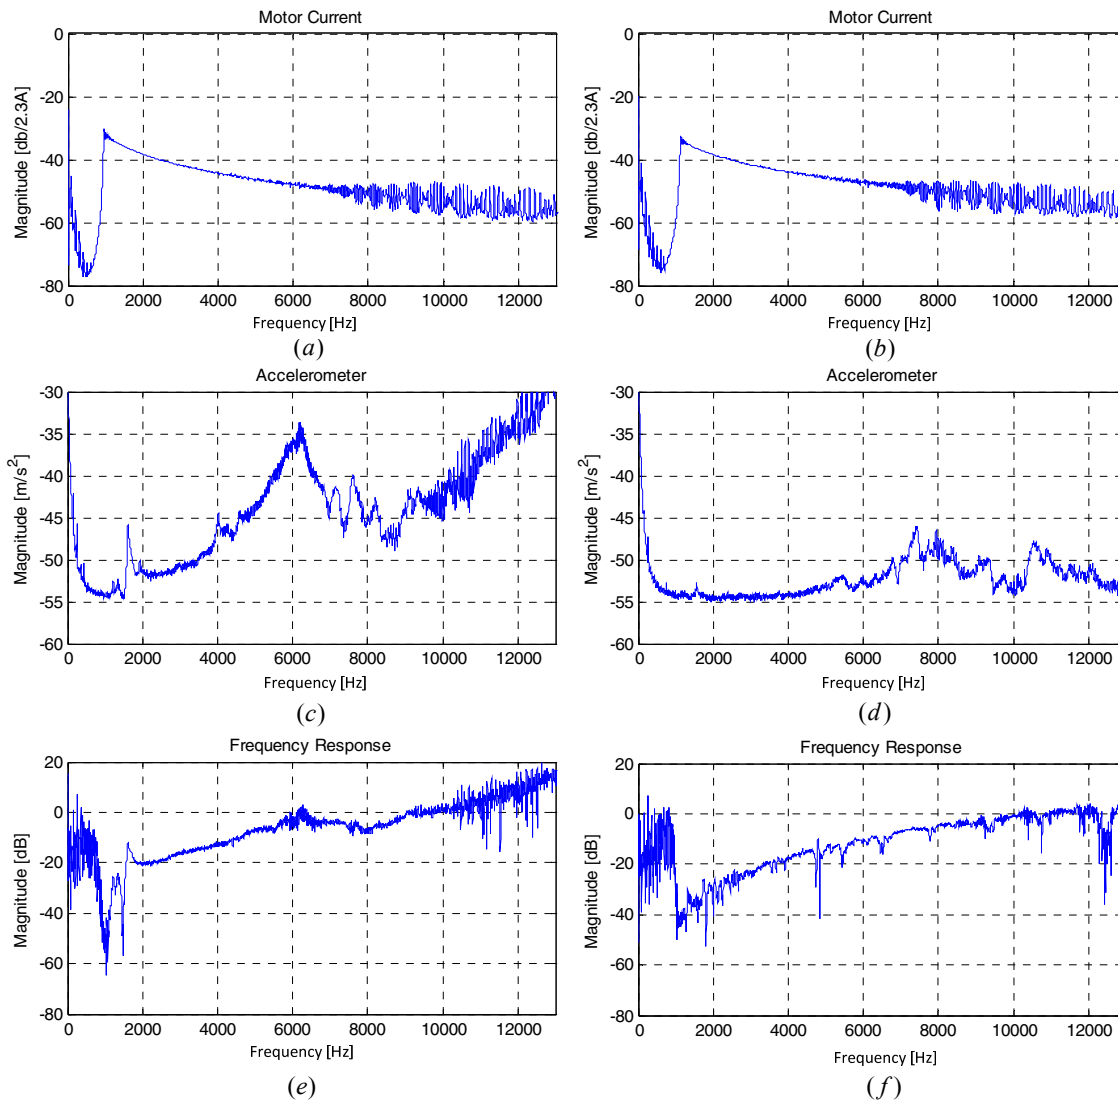 Motor Current
0
-20
-40
-60
-80
Magnitude [db/2.3A]
0 2000 4000 6000 8000 10000 12000
Frequency [Hz]
(a)
Motor Current
0
-20
-40
-60
-80
Magnitude [db/2.3A]
0 2000 4000 6000 8000 10000 12000
Frequency [Hz]
(b)
Accelerometer
-30
-35
-40
-45
-50
-55
-60
Magnitude [m/s²]
0 2000 4000 6000 8000 10000 12000
Frequency [Hz]
(c)
Accelerometer
-30
-35
-40
-45
-50
-55
-60
Magnitude [m/s²]
0 2000 4000 6000 8000 10000 12000
Frequency [Hz]
(d)
Frequency Response
20
0
-20
-40
-60
-80
Magnitude [dB]
0 2000 4000 6000 8000 10000 12000
Frequency [Hz]
(e)
Frequency Response
20
0
-20
-40
-60
-80
Magnitude [dB]
0 2000 4000 6000 8000 10000 12000
Frequency [Hz]
(f)